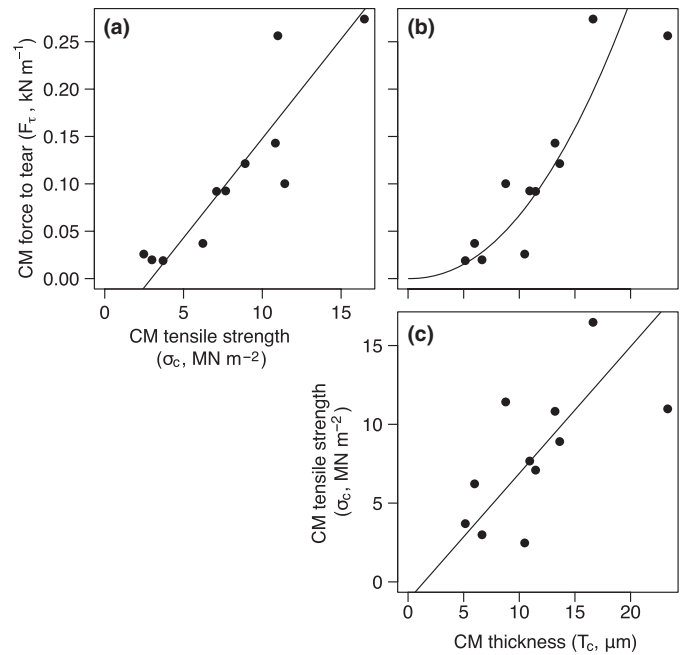 (a)
(b)
0.25
0.20
0.15
0.10
0.05
0.00
CM force to tear (Fτ, kN m−1)
0
5
10
15
CM tensile strength
(σc, MN m−2)
(c)
15
10
5
0
CM tensile strength
(σc, MN m−2)
0
5
10
15
20
CM thickness (Tc, μm)